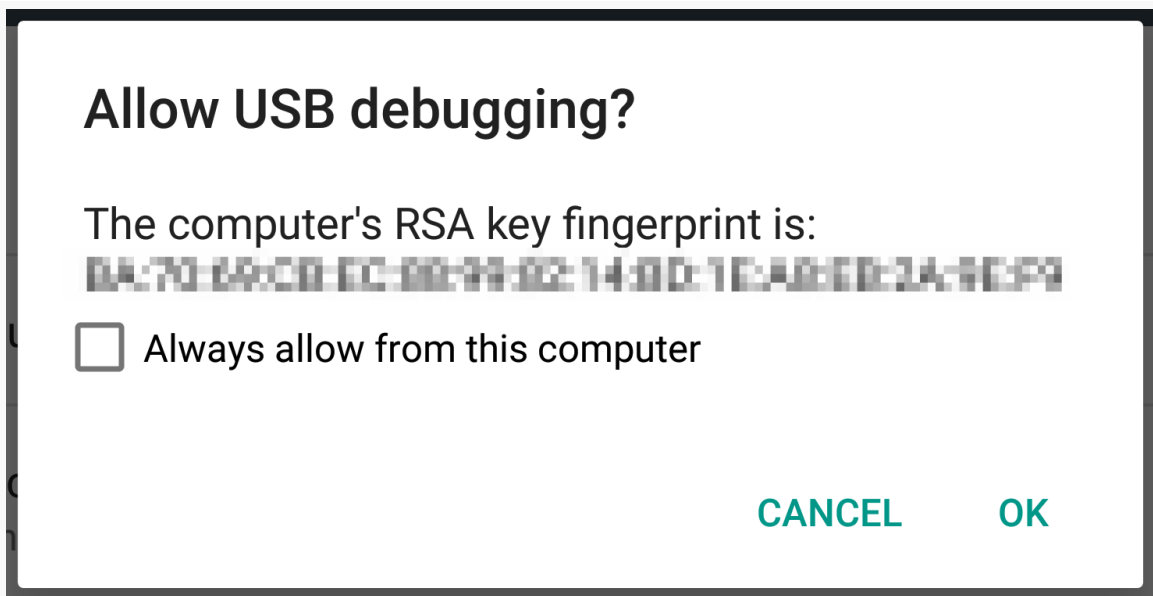 Allow USB debugging?
The computer's RSA key fingerprint is:
Always allow from this computer
CANCEL OK